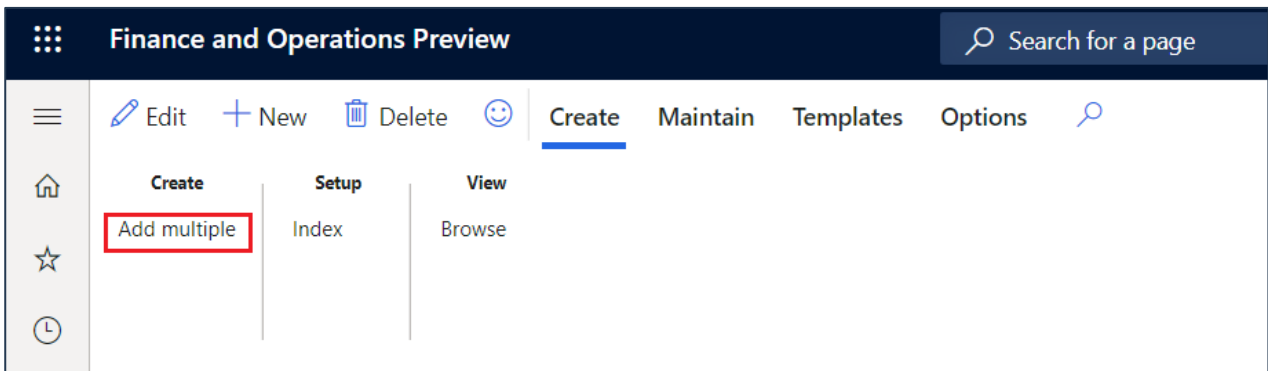 Finance and Operations Preview Search for a page
Edit New Delete Create Maintain Templates Options
Create Setup View
Add multiple Index Browse